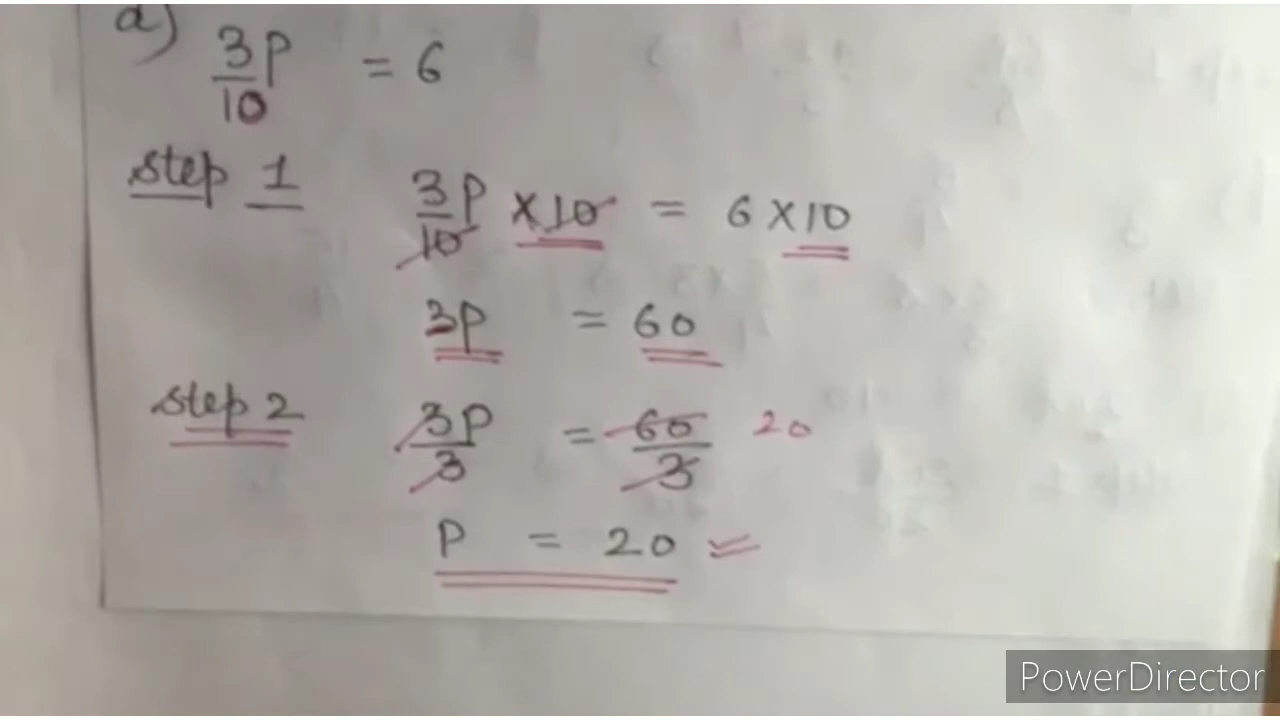 d)
3P/10 = 6
step 1
3P/10 × 10 = 6 × 10
3P = 60
step 2
3P/3 = 60/3 20
P = 20
PowerDirector